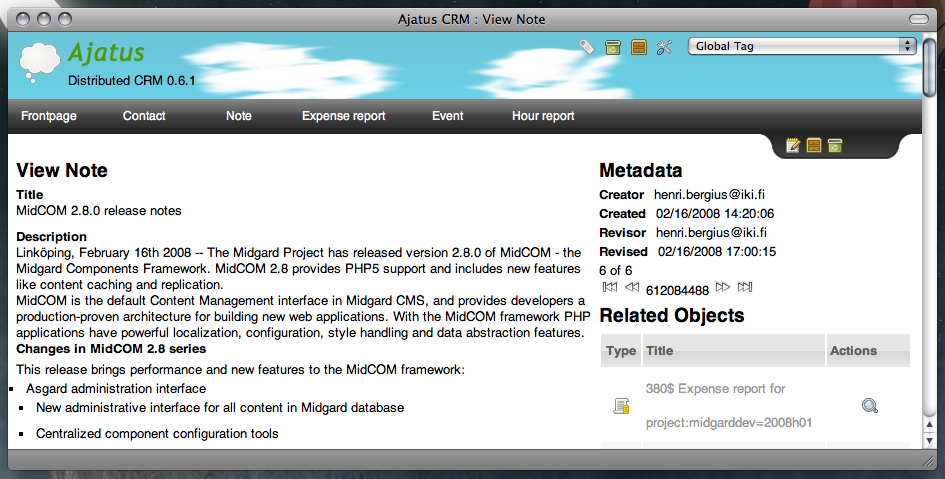 Ajatus CRM : View Note
Ajatus
Distributed CRM 0.6.1
Global Tag
Frontpage Contact Note Expense report Event Hour report
View Note
Title
MidCOM 2.8.0 release notes
Description
Linköping, February 16th 2008 -- The Midgard Project has released version 2.8.0 of MidCOM - the
Midgard Components Framework. MidCOM 2.8 provides PHP5 support and includes new features
like content caching and replication.
MidCOM is the default Content Management interface in Midgard CMS, and provides developers a
production-proven architecture for building new web applications. With the MidCOM framework PHP
applications have powerful localization, configuration, style handling and data abstraction features.
Changes in MidCOM 2.8 series
This release brings performance and new features to the MidCOM framework:
Asgard administration interface
New administrative interface for all content in Midgard database
Centralized component configuration tools
Metadata
Creator henri.bergius@iki.fi
Created 02/16/2008 14:20:06
Revisor henri.bergius@iki.fi
Revised 02/16/2008 17:00:15
6 of 6
612084488
Related Objects
Type Title Actions
380$ Expense report for
project:midgarddev=2008h01